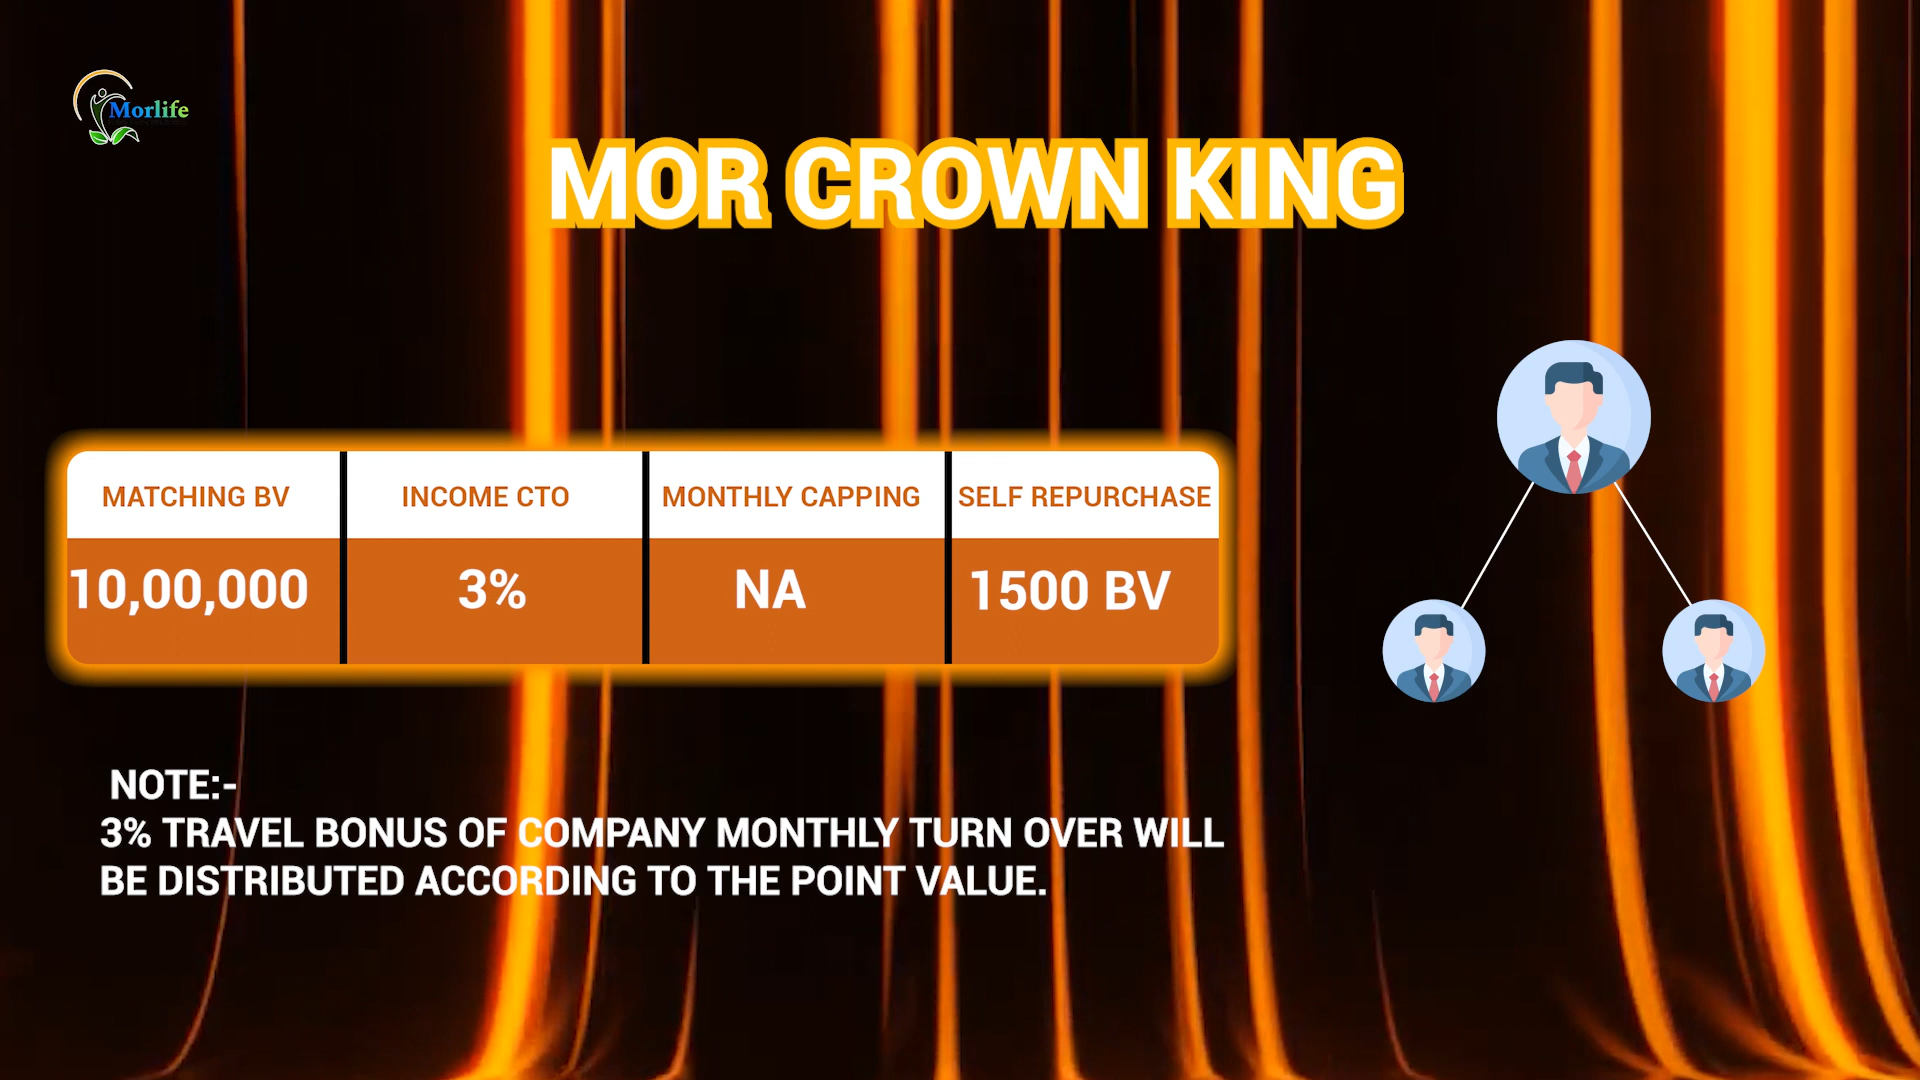 Morlife
MOR CROWN KING
MATCHING BV
INCOME CTO
MONTHLY CAPPING
SELF REPURCHASE
10,00,000
3%
NA
1500 BV
NOTE:-
3% TRAVEL BONUS OF COMPANY MONTHLY TURN OVER WILL
BE DISTRIBUTED ACCORDING TO THE POINT VALUE.